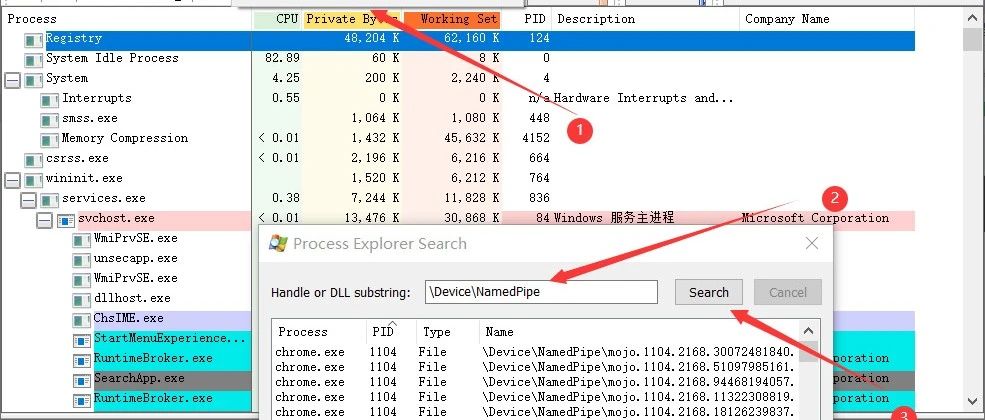 Process CPU Private Bytes Working Set PID Description Company Name
Registry 48,204 K 62,160 K 124
System Idle Process 82.89 60 K 8 K 0
System 4.25 200 K 2,240 K 4
Interrupts 0.55 0 K 0 K n/a Hardware Interrupts and...
smss.exe 1,064 K 1,080 K 448
1
Memory Compression < 0.01 1,432 K 45,632 K 4152
csrss.exe < 0.01 2,196 K 6,216 K 664
wininit.exe 1,520 K 6,212 K 764
services.exe 0.38 7,244 K 11,828 K 836
2
svchost.exe < 0.01 13,476 K 30,868 K 84 Windows 服务主进程 Microsoft Corporation
WmiPrvSE.exe
unsecapp.exe
WmiPrvSE.exe
dllhost.exe
ChsIME.exe
StartMenuExperience... poration
RuntimeBroker.exe poration
SearchApp.exe poration
RuntimeBroker.exe poration
Process Explorer Search
Handle or DLL substring: \Device\NamedPipe Search Cancel
Process PID Type Name
chrome.exe 1104 File \Device\NamedPipe\mojo.1104.2168.30072481840.
chrome.exe 1104 File \Device\NamedPipe\mojo.1104.2168.51097985161.
chrome.exe 1104 File \Device\NamedPipe\mojo.1104.2168.94468194057.
chrome.exe 1104 File \Device\NamedPipe\mojo.1104.2168.11322308819.
chrome.exe 1104 File \Device\NamedPipe\mojo.1104.2168.18126239837.
3